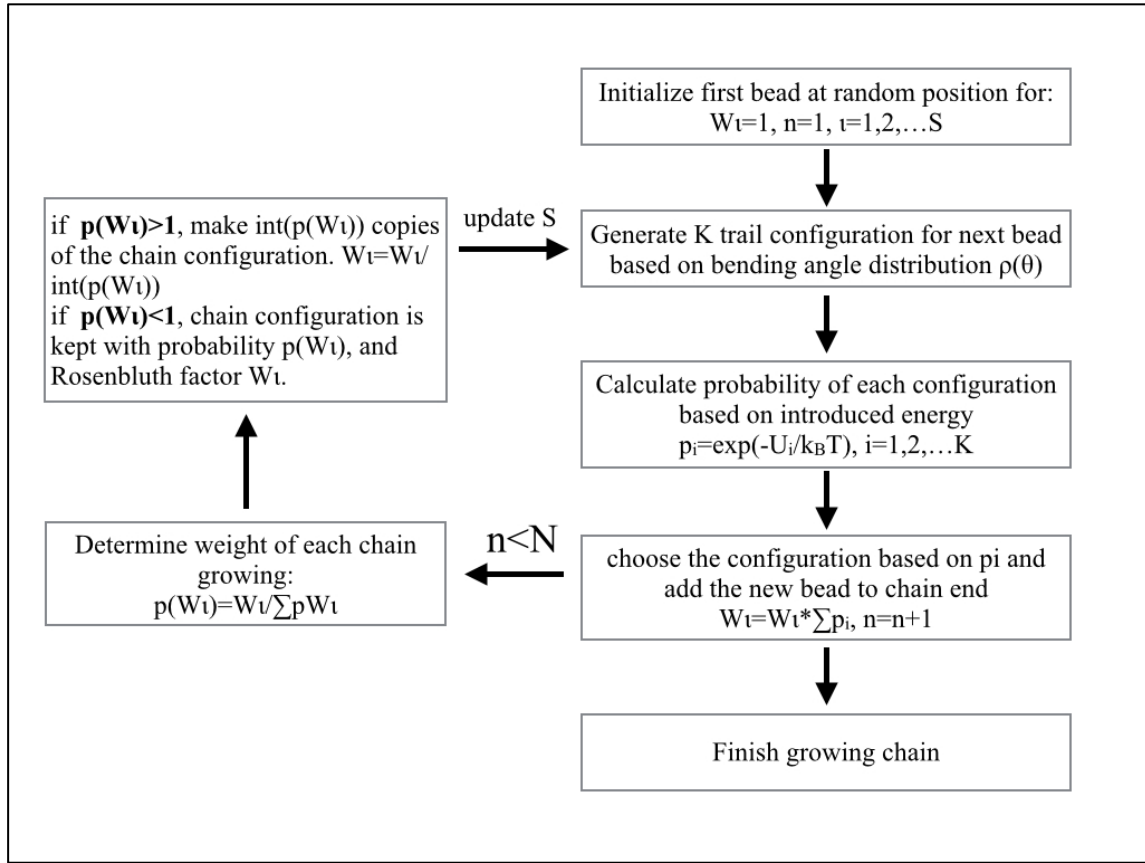 Initialize first bead at random position for:
Wι=1, n=1, ι=1,2,…S
if p(Wι)>1, make int(p(Wι)) copies
of the chain configuration. Wι=Wι/
int(p(Wι))
if p(Wι)<1, chain configuration is
kept with probability p(Wι), and
Rosenbluth factor Wι.
update S
Generate K trail configuration for next bead
based on bending angle distribution ρ(θ)
Calculate probability of each configuration
based on introduced energy
pᵢ=exp(-Uᵢ/k_BT), i=1,2,…K
Determine weight of each chain
growing:
p(Wι)=Wι/∑pWι
n<N
choose the configuration based on pi and
add the new bead to chain end
Wι=Wι*∑pᵢ, n=n+1
Finish growing chain